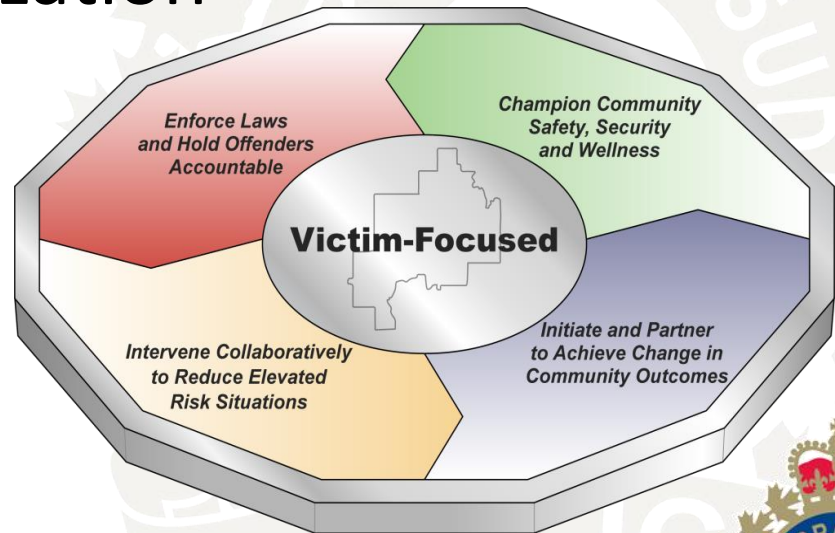 Enforce Laws
and Hold Offenders
Accountable
Champion Community
Safety, Security
and Wellness
Victim-Focused
Intervene Collaboratively
to Reduce Elevated
Risk Situations
Initiate and Partner
to Achieve Change in
Community Outcomes